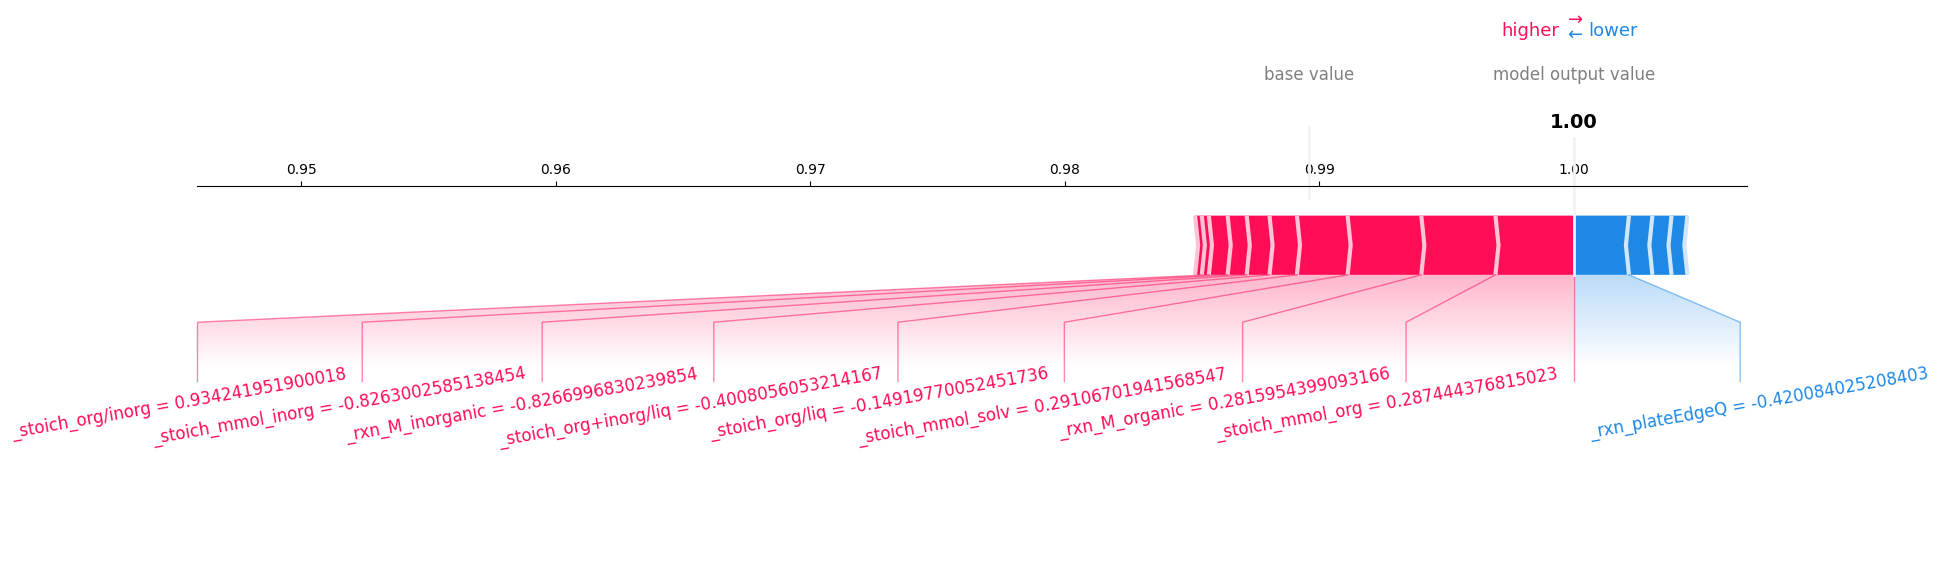 higher → ← lower
base value model output value
1.00
0.95 0.96 0.97 0.98 0.99 1.00
_stoich_org/inorg = 0.934241951900018
_stoich_mmol_inorg = -0.8263002585138454
_rxn_M_inorganic = -0.8266996830239854
_stoich_org+inorg/liq = -0.4008056053214167
_stoich_org/liq = -0.14919770052451736
_stoich_mmol_solv = 0.29106701941568547
_rxn_M_organic = 0.2815954399093166
_stoich_mmol_org = 0.287444376815023
_rxn_plateEdgeQ = -0.4200840252084​03